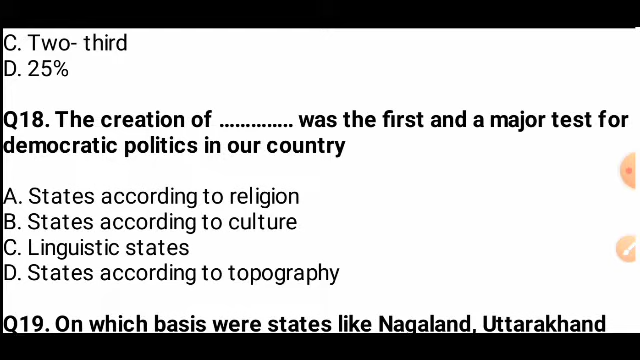 C. Two- third
D. 25%
Q18. The creation of .............. was the first and a major test for
democratic politics in our country
A. States according to religion
B. States according to culture
C. Linguistic states
D. States according to topography
Q19. On which basis were states like Nagaland, Uttarakhand